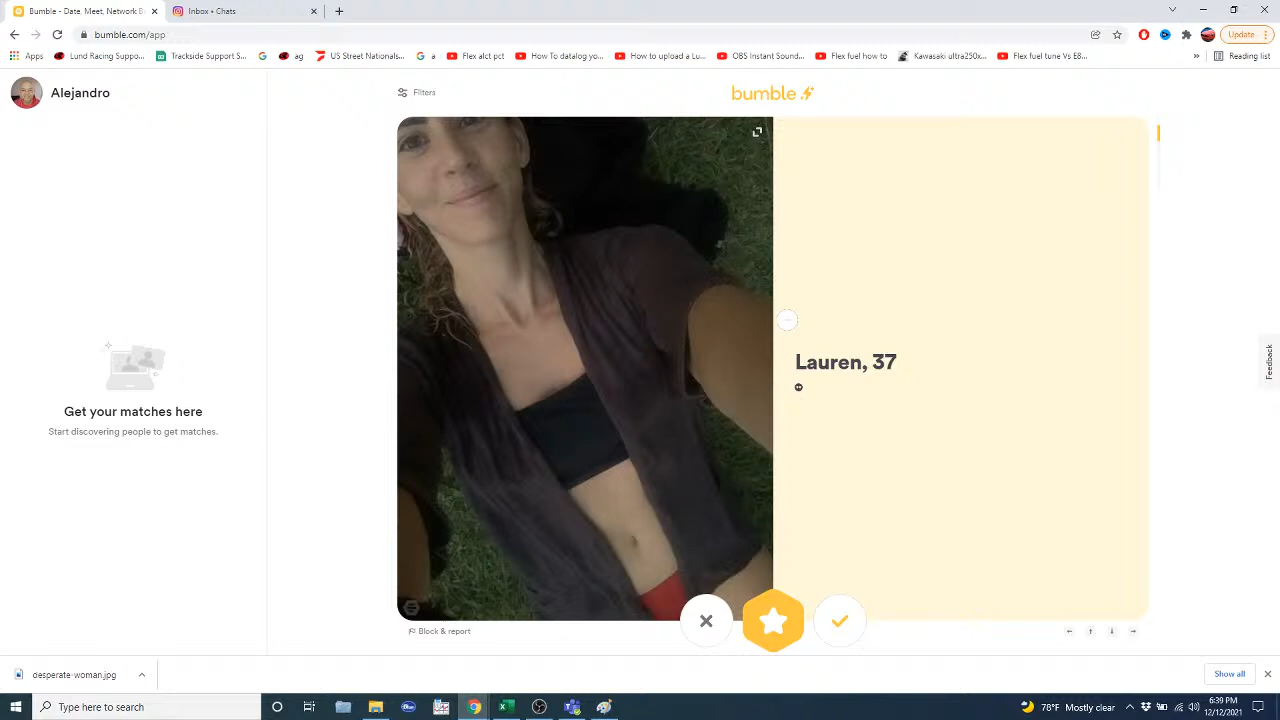 Bumble - Date, Meet, Network B
Inbox + Chats
bumble.com/app
Update
Apps
Lund Racing Suppo...
Tradeside Support S...
G
jag
US Street Nationals...
a
Flex alct pct
How To datalog yo...
How to upload a Lu...
OBS Instant Sound...
Flex fuel how to
Kawasaki ultra250x...
Flex fuel tune Vs E8...
»
Reading list
Alejandro
Filters
bumble
Lauren, 37
Feedback
Get your matches here
Start discovering people to get matches.
Block & report
desperate-woman.jpg
Show all
Type here to search
78°F Mostly clear
6:39 PM
12/12/2021